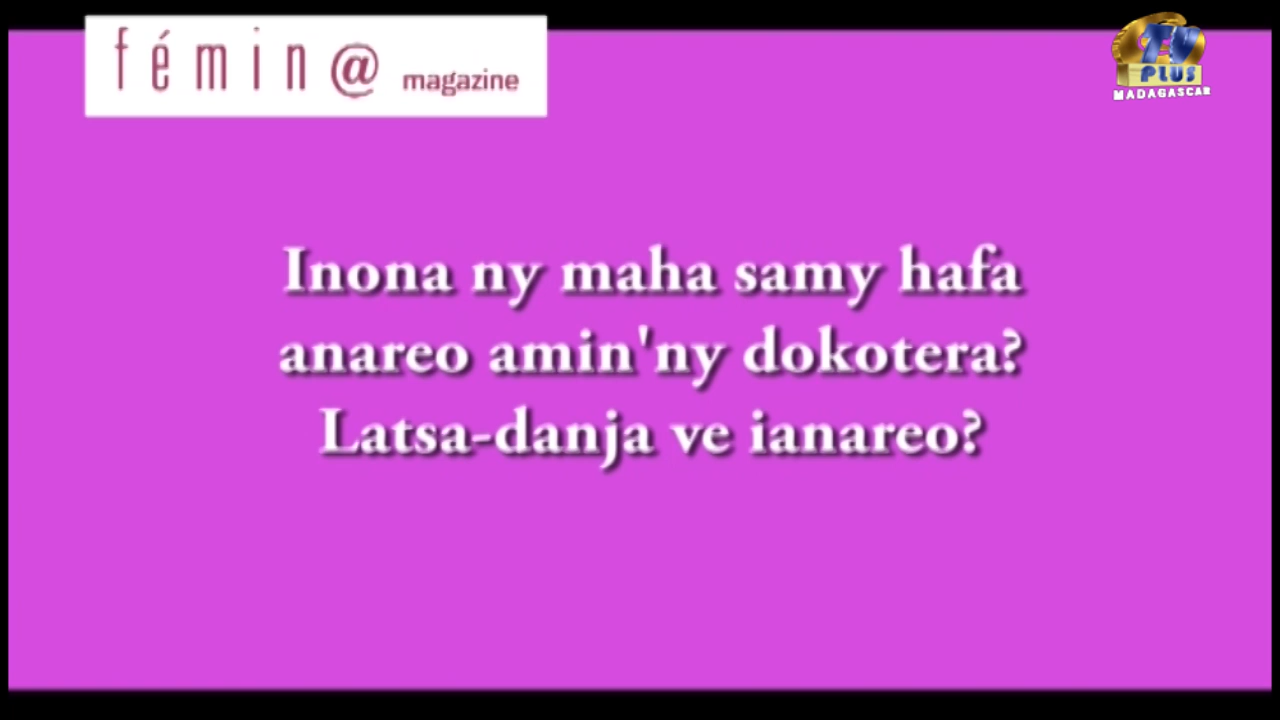 fémin@ magazine
TV
PLUS
MADAGASCAR
Inona ny maha samy hafa
anareo amin'ny dokotera?
Latsa-danja ve ianareo?